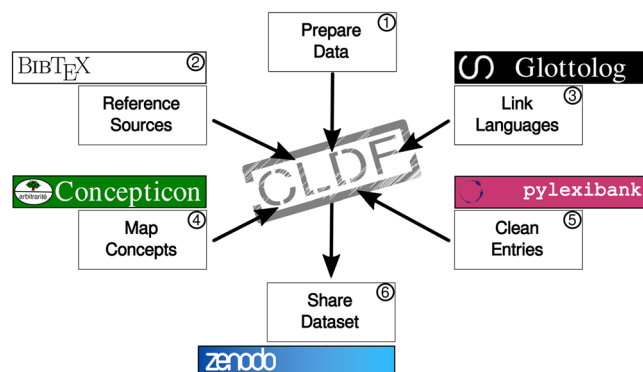 ① Prepare
Data
BIBTEX ②
Reference
Sources
Glottolog
③ Link
Languages
CLDF
arbitrarité Concepticon
Map
Concepts ④
pylexibank
Clean ⑤
Entries
Share ⑥
Dataset
zenodo